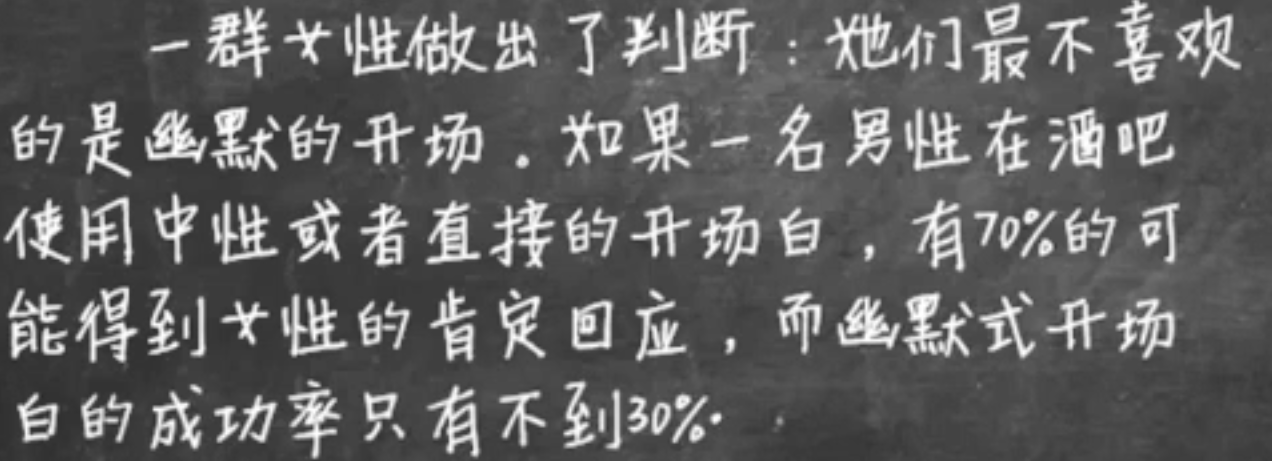 一群女性做出了判断：她们最不喜欢
的是幽默的开场。如果一名男性在酒吧
使用中性或者直接的开场白，有70%的可
能得到女性的肯定回应，而幽默式开场
白的成功率只有不到30%.